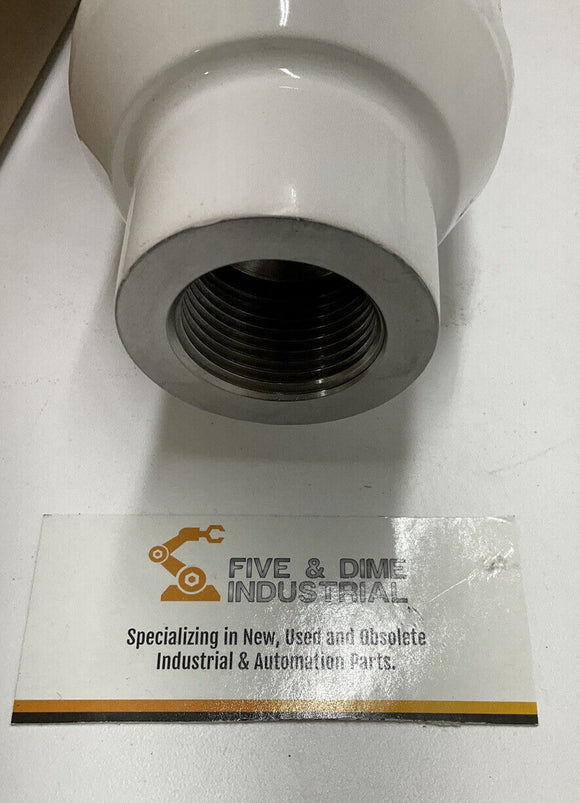 FIVE & DIME
INDUSTRIAL
Specializing in New, Used and Obsolete
Industrial & Automation Parts.